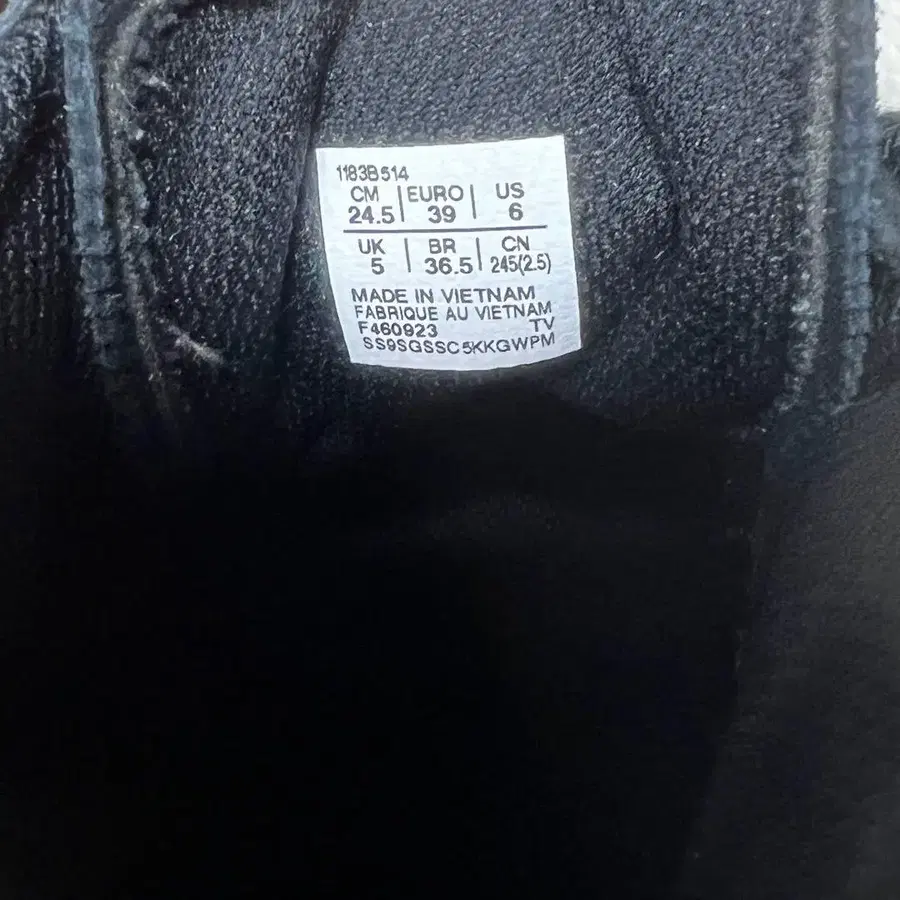 1183B514
CM | EURO | US
24.5 | 39 | 6
UK | BR | CN
5 | 36.5 | 245(2.5)
MADE IN VIETNAM
FABRIQUE AU VIETNAM
F460923 TV
SS9SGSSC5KKGWPM